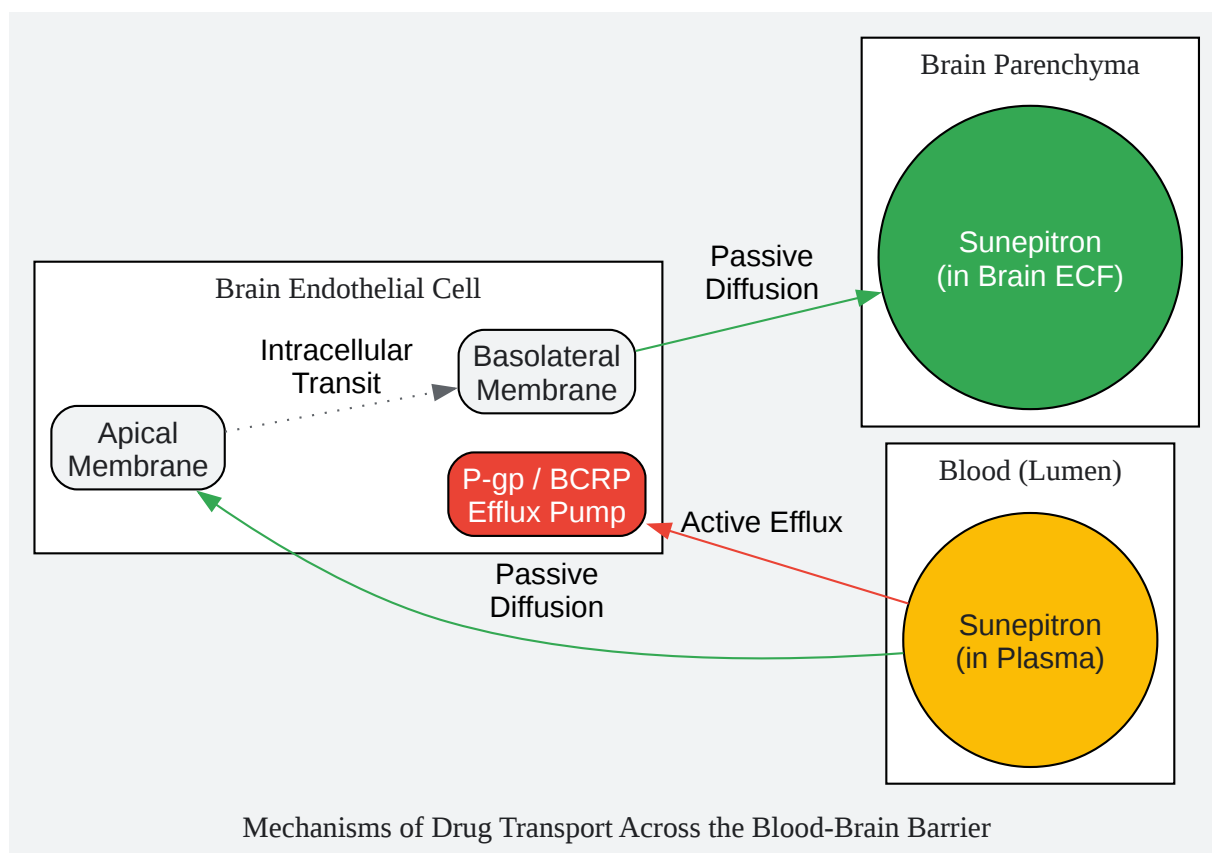 Brain Parenchyma
Sunepitron
(in Brain ECF)
Passive
Diffusion
Brain Endothelial Cell
Intracellular
Transit
Basolateral
Membrane
Apical
Membrane
P-gp / BCRP
Efflux Pump
Active Efflux
Blood (Lumen)
Passive
Diffusion
Sunepitron
(in Plasma)
Mechanisms of Drug Transport Across the Blood-Brain Barrier